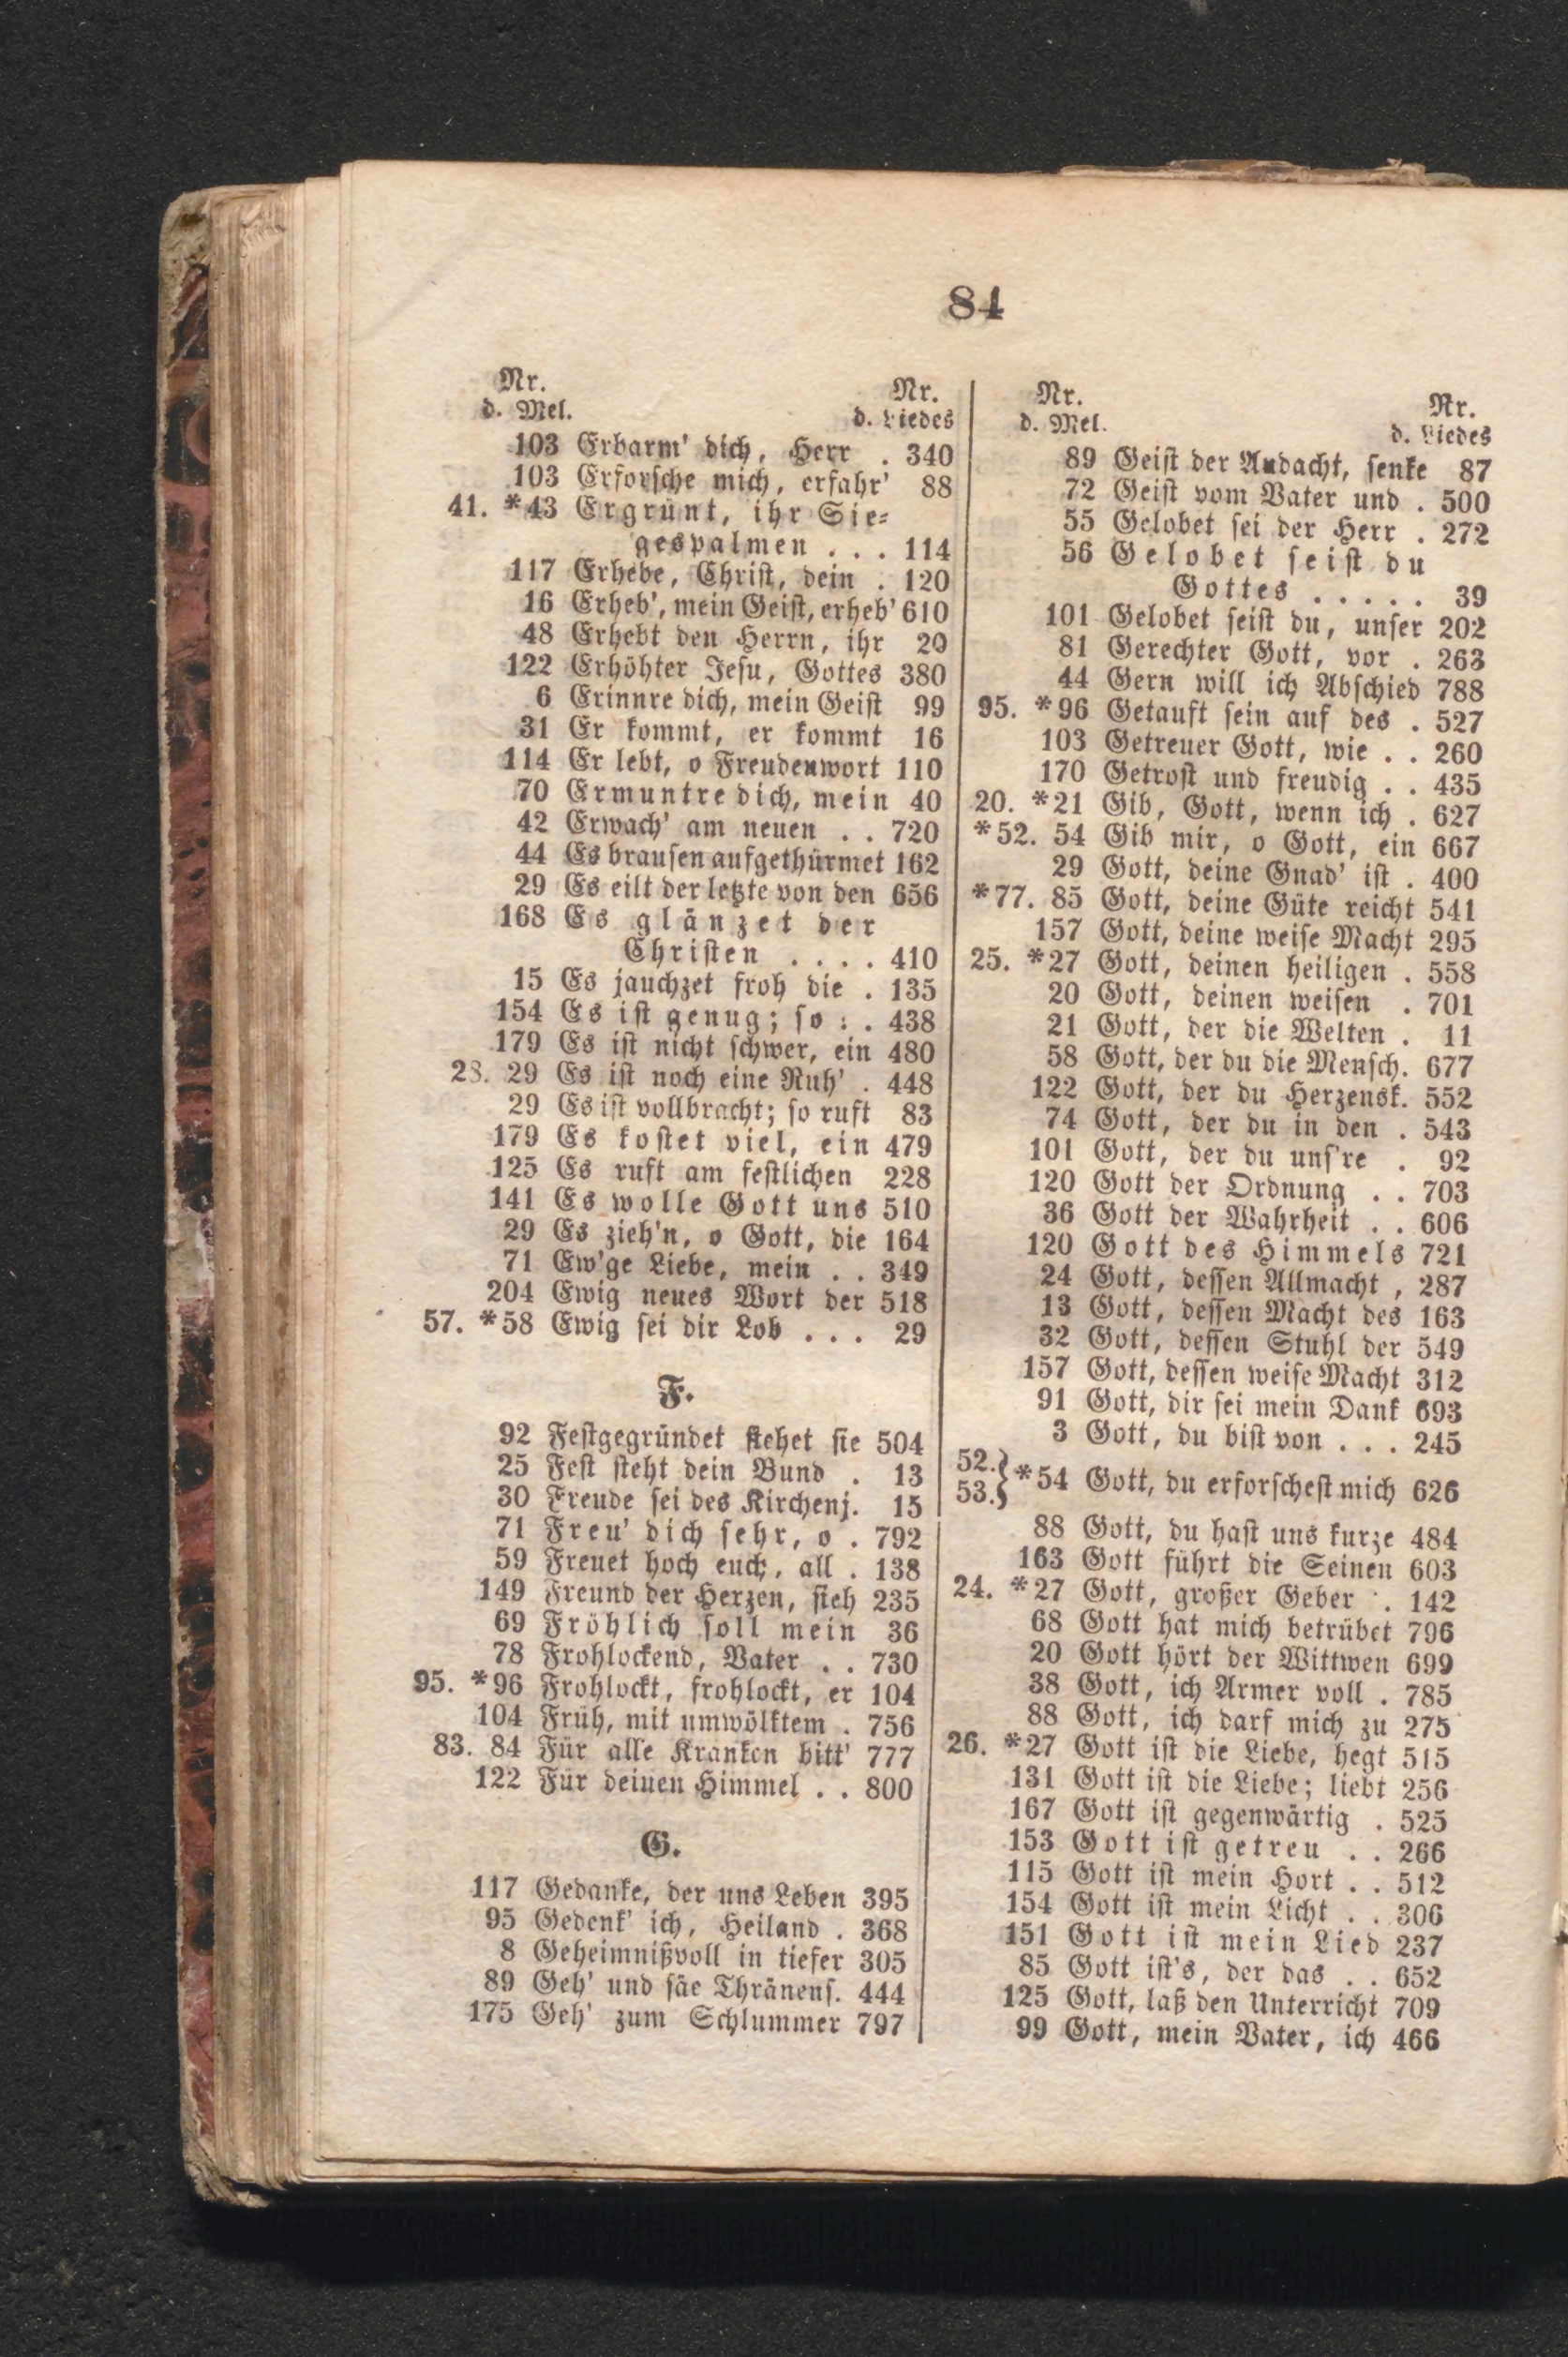 84
Nr. Nr.
d. Mel. d. Liedes
103 Erbarm' dich, Herr . 340
103 Erforsche mich, erfahr' 88
41. *43 Ergrünt, ihr Sie=
gespalmen . . . 114
117 Erhebe, Christ, dein . 120
16 Erheb', mein Geist, erheb' 610
48 Erhebt den Herrn, ihr 20
122 Erhöhter Jesu, Gottes 380
6 Erinnre dich, mein Geist 99
31 Er kommt, er kommt 16
114 Er lebt, o Freudenwort 110
70 Ermuntre dich, mein 40
42 Erwach' am neuen . . 720
44 Es brausen aufgethürmet 162
29 Es eilt der letzte von den 656
168 Es glänzet der
Christen . . . . 410
15 Es jauchzet froh die . 135
154 Es ist genug; so . . 438
179 Es ist nicht schwer, ein 480
28. 29 Es ist noch eine Ruh' . 448
29 Es ist vollbracht; so ruft 83
179 Es kostet viel, ein 479
125 Es ruft am festlichen 228
141 Es wolle Gott uns 510
29 Es zieh'n, o Gott, die 164
71 Ew'ge Liebe, mein . . 349
204 Ewig neues Wort der 518
57. *58 Ewig sei dir Lob . . . 29
F.
92 Festgegründet stehet sie 504
25 Fest steht dein Bund . 13
30 Freude sei des Kirchenj. 15
71 Freu' dich sehr, o . 792
59 Freuet hoch euch, all . 138
149 Freund der Herzen, sieh 235
69 Fröhlich soll mein 36
78 Frohlockend, Vater . . 730
95. *96 Frohlockt, frohlockt, er 104
104 Früh, mit umwölktem . 756
83. 84 Für alle Kranken bitt' 777
122 Für deinen Himmel . . 800
G.
117 Gedanke, der uns Leben 395
95 Gedenk' ich, Heiland . 368
8 Geheimnißvoll in tiefer 305
89 Geh' und säe Thränens. 444
175 Geh' zum Schlummer 797
Nr. Nr.
d. Mel. d. Liedes
89 Geist der Andacht, senke 87
72 Geist vom Vater und . 500
55 Gelobet sei der Herr . 272
56 Gelobet seist du
Gottes . . . . . 39
101 Gelobet seist du, unser 202
81 Gerechter Gott, vor . 263
44 Gern will ich Abschied 788
95. *96 Getauft sein auf des . 527
103 Getreuer Gott, wie . . 260
170 Getrost und freudig . . 435
20. *21 Gib, Gott, wenn ich . 627
*52. 54 Gib mir, o Gott, ein 667
29 Gott, deine Gnad' ist . 400
*77. 85 Gott, deine Güte reicht 541
157 Gott, deine weise Macht 295
25. *27 Gott, deinen heiligen . 558
20 Gott, deinen weisen . 701
21 Gott, der die Welten . 11
58 Gott, der du die Mensch. 677
122 Gott, der du Herzensk. 552
74 Gott, der du in den . 543
101 Gott, der du uns're . 92
120 Gott der Ordnung . . 703
36 Gott der Wahrheit . . 606
120 Gott des Himmels 721
24 Gott, dessen Allmacht , 287
13 Gott, dessen Macht des 163
32 Gott, dessen Stuhl der 549
157 Gott, dessen weise Macht 312
91 Gott, dir sei mein Dank 693
3 Gott, du bist von . . . 245
52.
53.} *54 Gott, du erforschest mich 626
88 Gott, du hast uns kurze 484
163 Gott führt die Seinen 603
24. *27 Gott, großer Geber . 142
68 Gott hat mich betrübet 796
20 Gott hört der Wittwen 699
38 Gott, ich Armer voll . 785
88 Gott, ich darf mich zu 275
26. *27 Gott ist die Liebe, hegt 515
131 Gott ist die Liebe; liebt 256
167 Gott ist gegenwärtig . 525
153 Gott ist getreu . . 266
115 Gott ist mein Hort . . 512
154 Gott ist mein Licht . . 306
151 Gott ist mein Lied 237
85 Gott ist's, der das . . 652
125 Gott, laß den Unterricht 709
99 Gott, mein Vater, ich 466